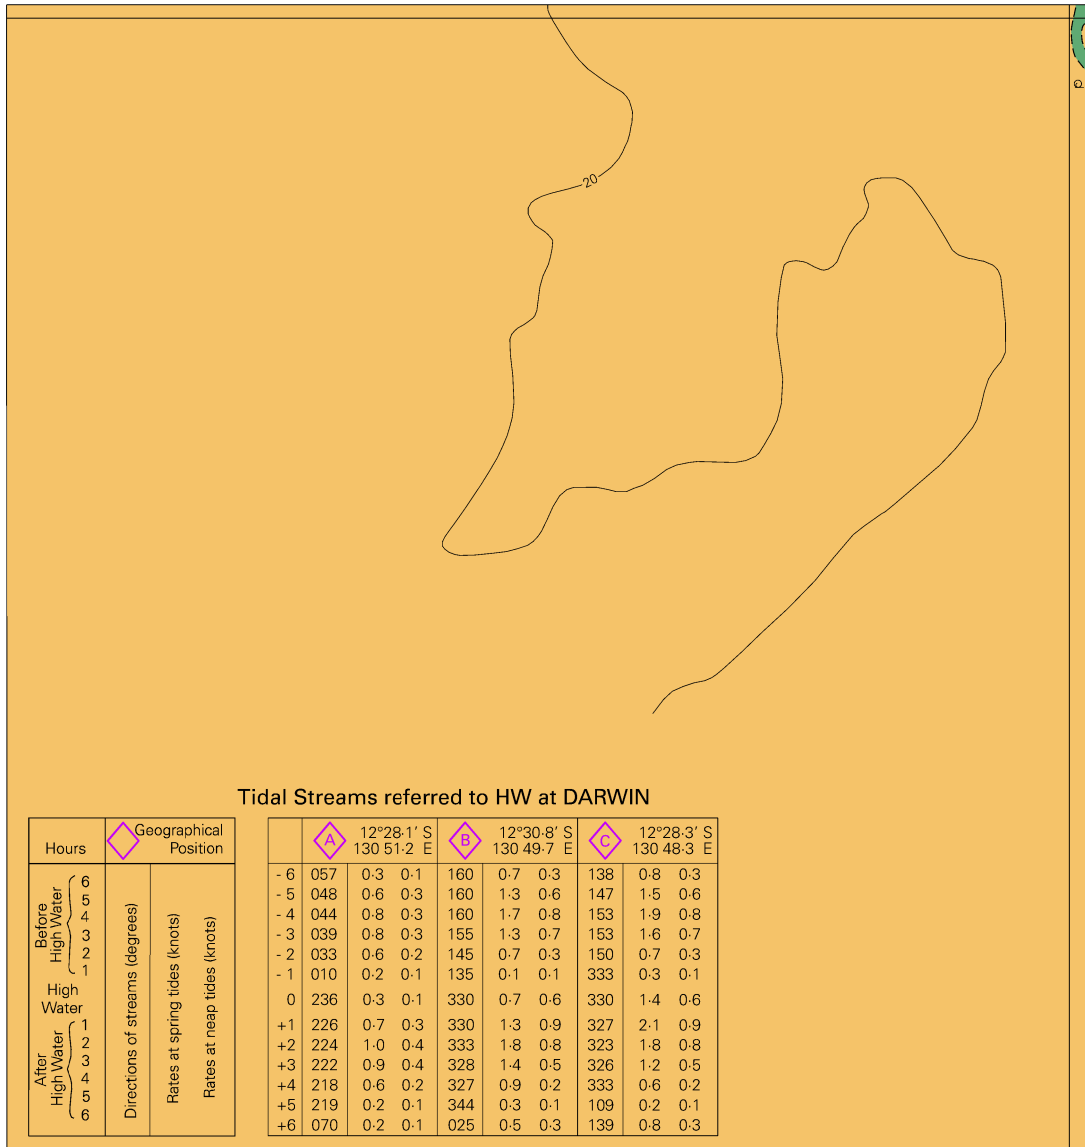 20
Tidal Streams referred to HW at DARWIN
Hours
Geographical
Position
Before
High Water
6
5
4
3
2
1
High
Water
After
High Water
1
2
3
4
5
6
Directions of streams (degrees)
Rates at spring tides (knots)
Rates at neap tides (knots)
A 12°28·1′ S B 12°30·8′ S C 12°28·3′ S
130 51·2 E 130 49·7 E 130 48·3 E
- 6 057 0·3 0·1 160 0·7 0·3 138 0·8 0·3
- 5 048 0·6 0·3 160 1·3 0·6 147 1·5 0·6
- 4 044 0·8 0·3 160 1·7 0·8 153 1·9 0·8
- 3 039 0·8 0·3 155 1·3 0·7 153 1·6 0·7
- 2 033 0·6 0·2 145 0·7 0·3 150 0·7 0·3
- 1 010 0·2 0·1 135 0·1 0·1 333 0·3 0·1
0 236 0·3 0·1 330 0·7 0·6 330 1·4 0·6
+1 226 0·7 0·3 330 1·3 0·9 327 2·1 0·9
+2 224 1·0 0·4 333 1·8 0·8 323 1·8 0·8
+3 222 0·9 0·4 328 1·4 0·5 326 1·2 0·5
+4 218 0·6 0·2 327 0·9 0·2 333 0·6 0·2
+5 219 0·2 0·1 344 0·3 0·1 109 0·2 0·1
+6 070 0·2 0·1 025 0·5 0·3 139 0·8 0·3